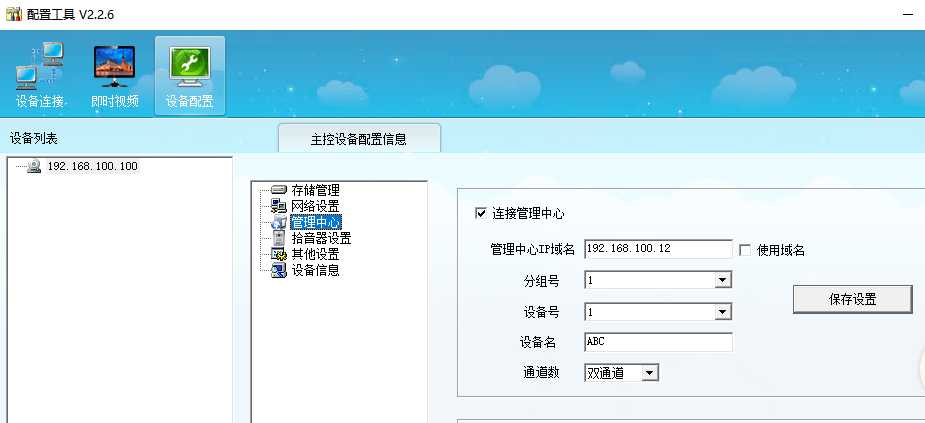 配置工具 V2.2.6
设备连接 即时视频 设备配置
设备列表
主控设备配置信息
192.168.100.100
存储管理
网络设置
管理中心
拾音器设置
其他设置
设备信息
连接管理中心
管理中心IP域名 192.168.100.12 使用域名
分组号 1
设备号 1
保存设置
设备名 ABC
通道数 双通道